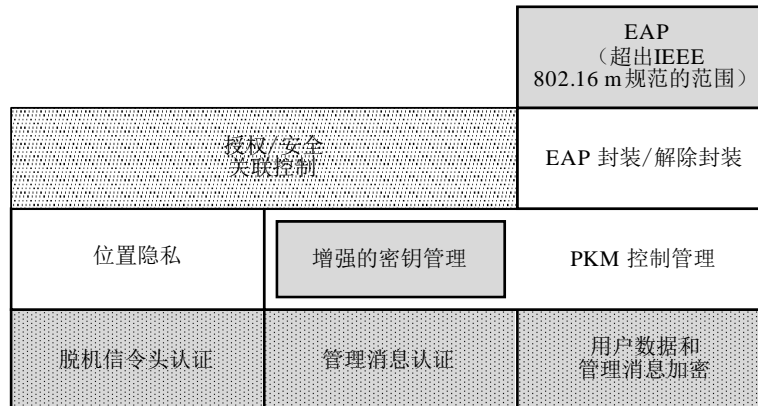 EAP
（超出IEEE
802.16 m规范的范围）
授权/安全
关联控制
EAP 封装/解除封装
位置隐私
增强的密钥管理
PKM 控制管理
脱机信令头认证
管理消息认证
用户数据和
管理消息加密